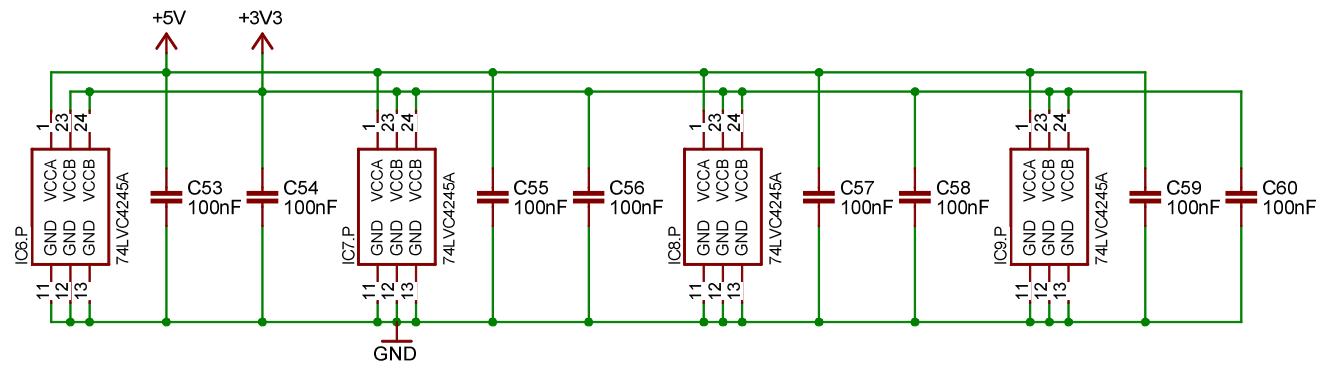 +5V
+3V3
1
23
24
VCCA
VCCB
VCCB
GND
GND
GND
IC6.P
74LVC4245A
11
12
13
C53
100nF
C54
100nF
1
23
24
VCCA
VCCB
VCCB
GND
GND
GND
IC7.P
74LVC4245A
11
12
13
GND
C55
100nF
C56
100nF
1
23
24
VCCA
VCCB
VCCB
GND
GND
GND
IC8.P
74LVC4245A
11
12
13
C57
100nF
C58
100nF
1
23
24
VCCA
VCCB
VCCB
GND
GND
GND
IC9.P
74LVC4245A
11
12
13
C59
100nF
C60
100nF